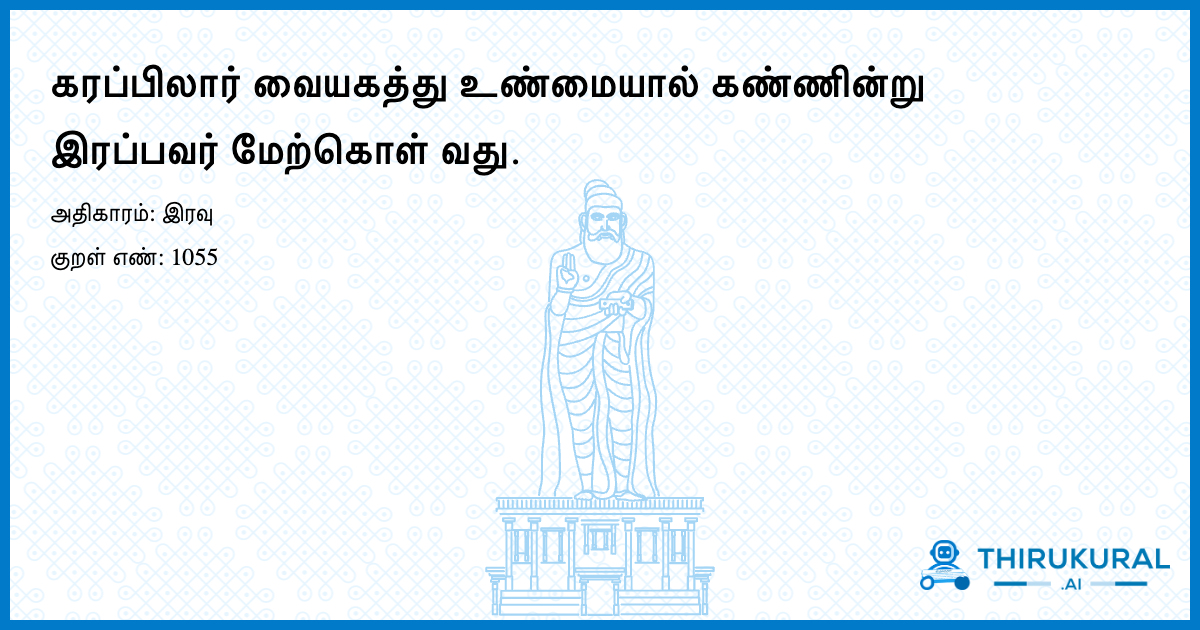 கரப்பிலார் வையகத்து உண்மையால் கண்ணின்று
இரப்பவர் மேற்கொள் வது.
அதிகாரம்: இரவு
குறள் எண்: 1055
THIRUKURAL
.AI